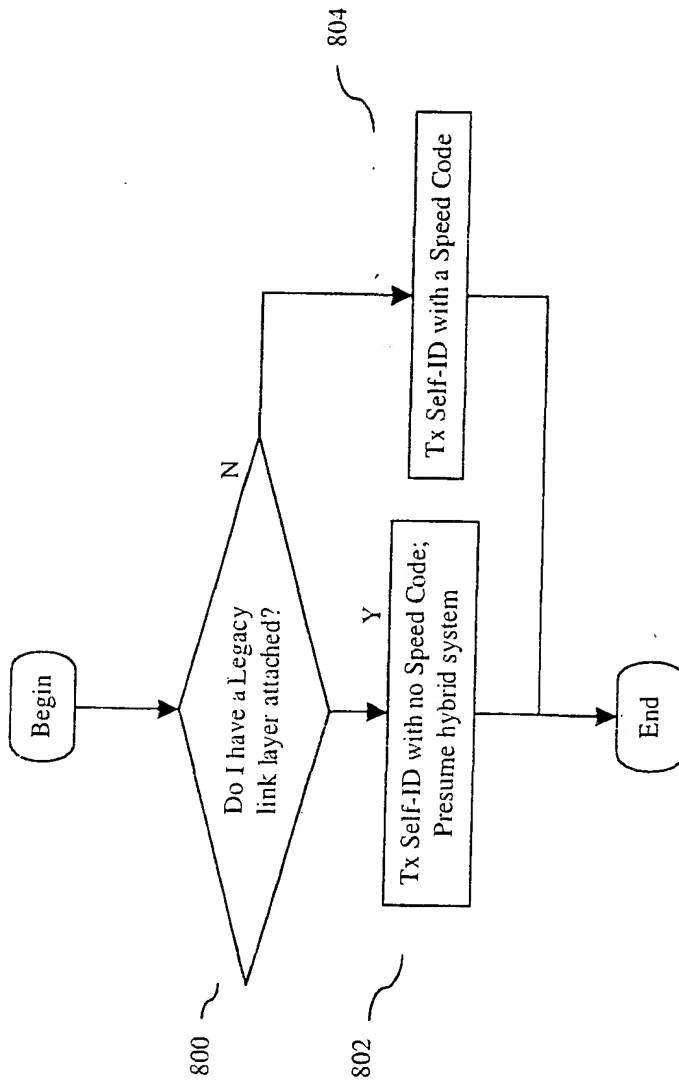 Begin
800
Do I have a Legacy
link layer attached?
N
804
802
Y
Tx Self-ID with no Speed Code;
Presume hybrid system
Tx Self-ID with a Speed Code
End